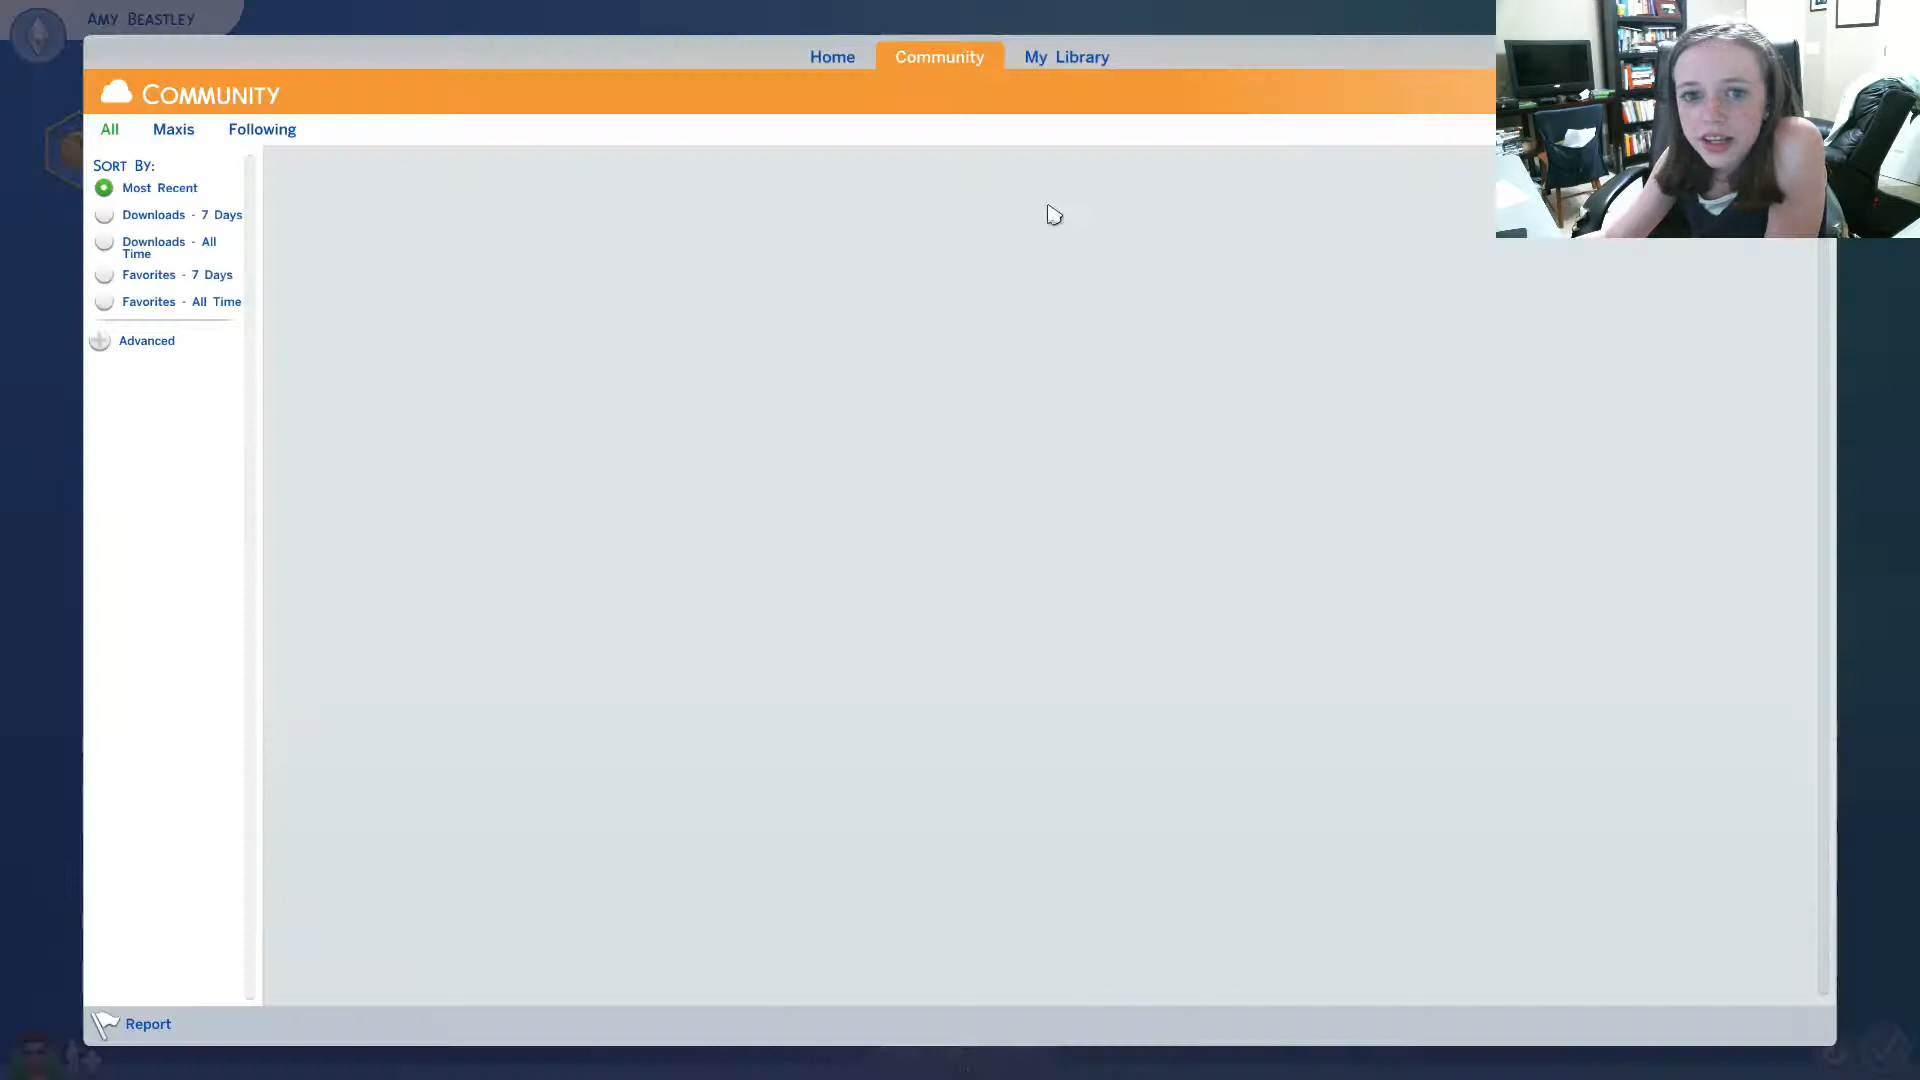 AMY BEASTLEY
Home
Community
My Library
COMMUNITY
All
Maxis
Following
SORT BY:
Most Recent
Downloads - 7 Days
Downloads - All
Time
Favorites - 7 Days
Favorites - All Time
Advanced
Report